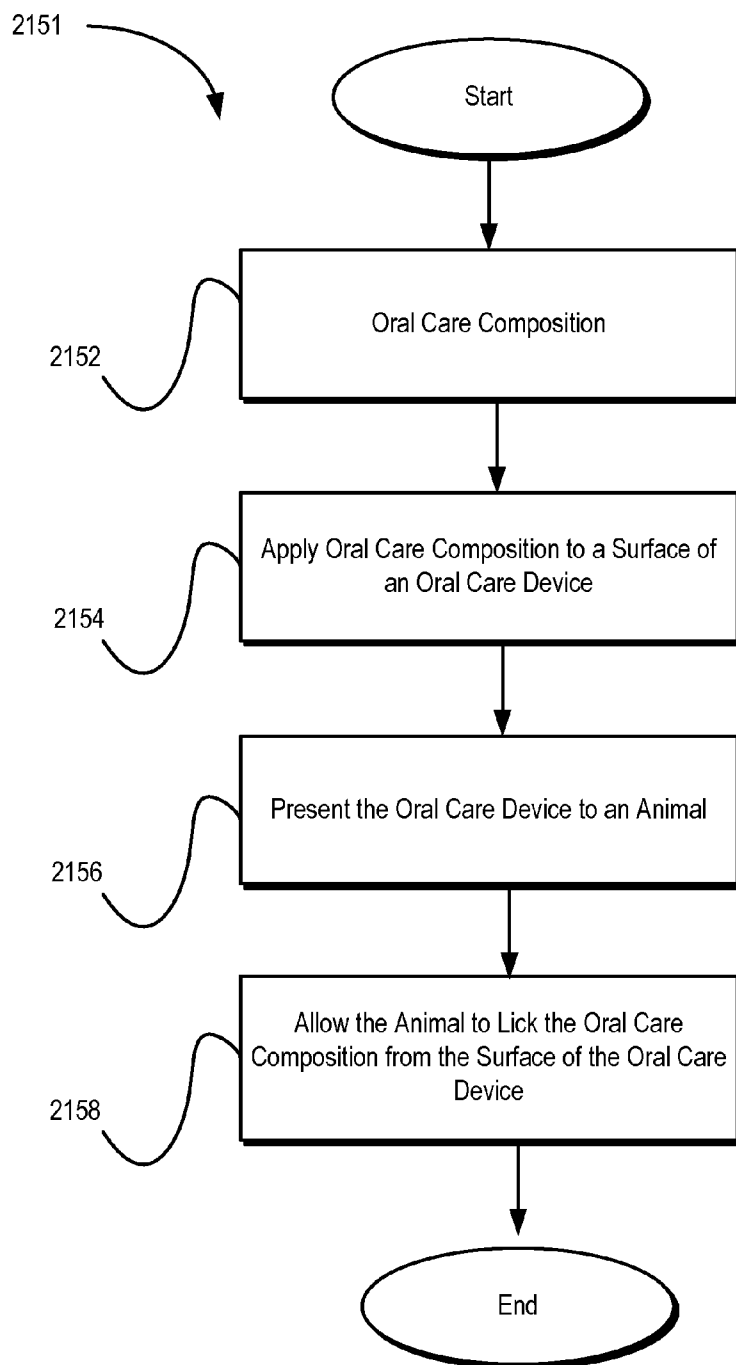 2151
Start
Oral Care Composition
2152
Apply Oral Care Composition to a Surface of
an Oral Care Device
2154
Present the Oral Care Device to an Animal
2156
Allow the Animal to Lick the Oral Care
Composition from the Surface of the Oral Care
Device
2158
End